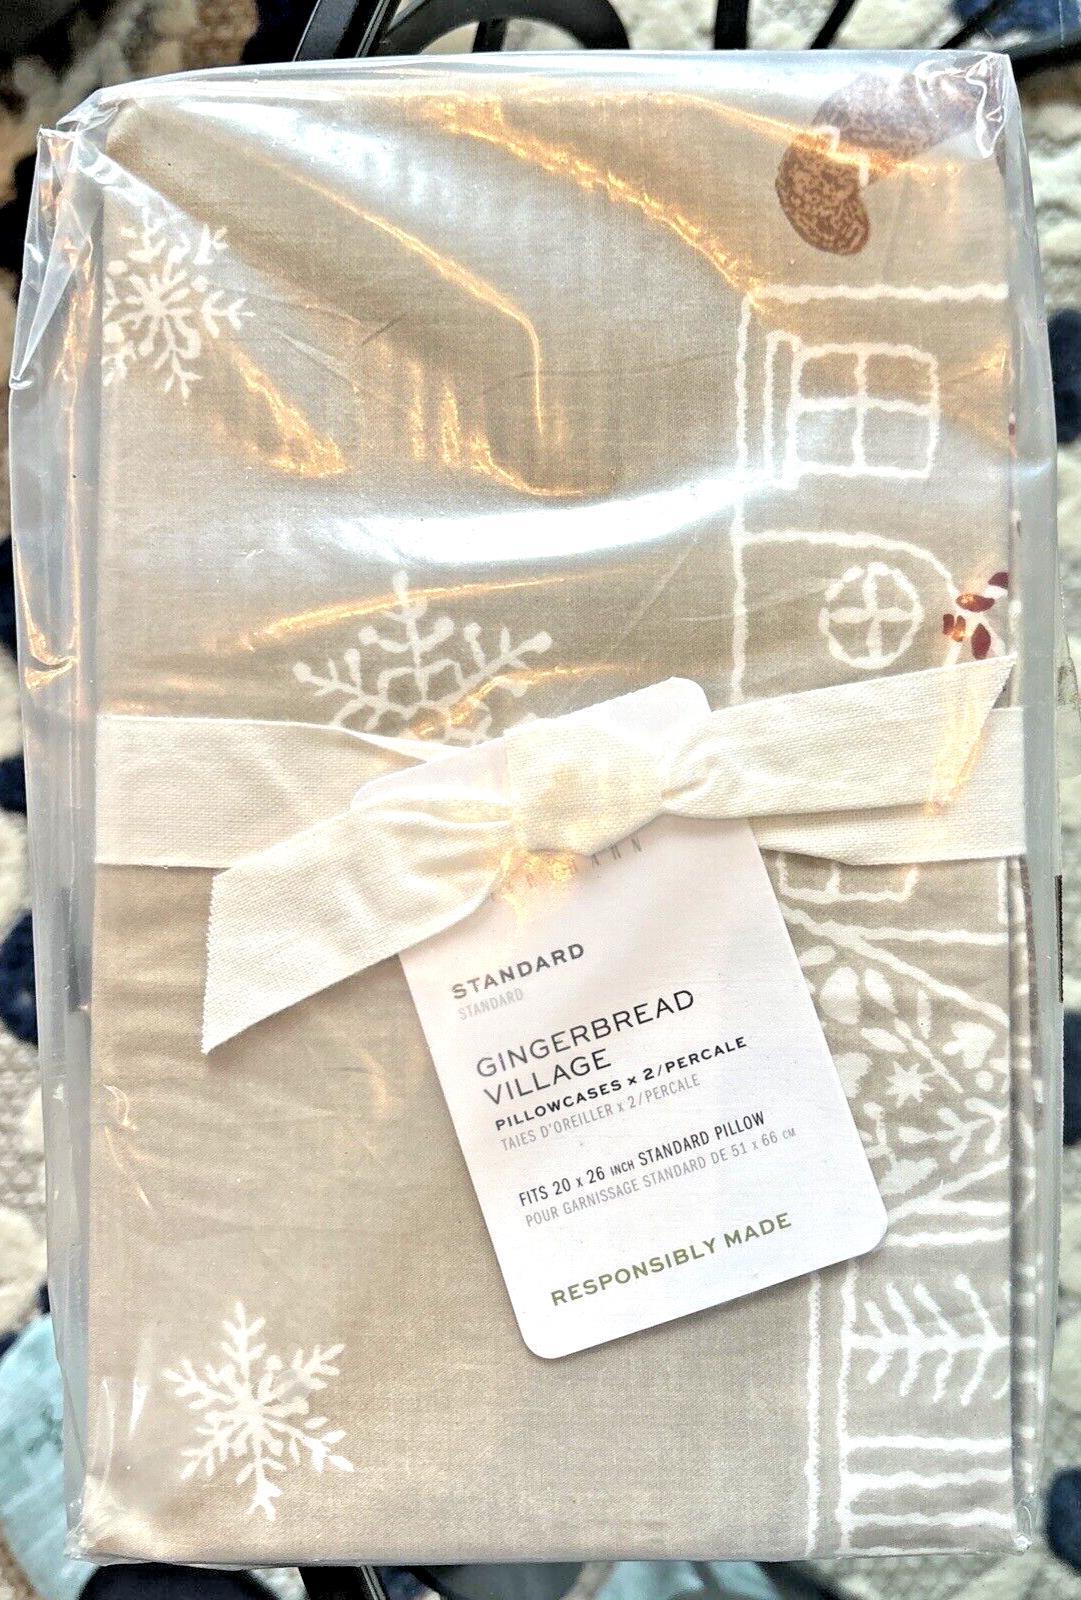 STANDARD
STANDARD
GINGERBREAD
VILLAGE
PILLOWCASES x 2/PERCALE
TAIES D'OREILLER x 2/PERCALE
FITS 20 x 26 INCH STANDARD PILLOW
POUR GARNISSAGE STANDARD DE 51 x 66 CM
RESPONSIBLY MADE